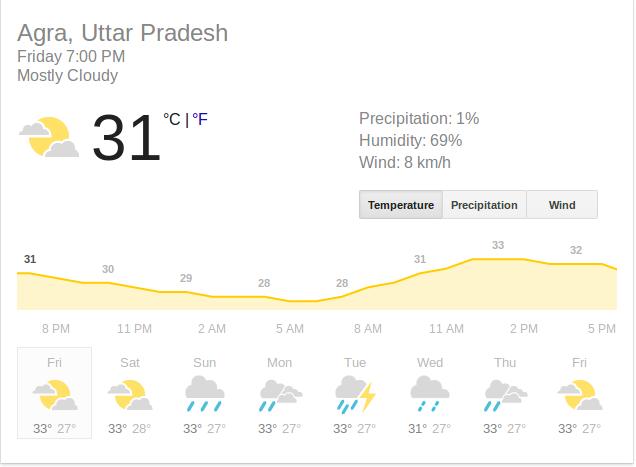 Agra, Uttar Pradesh
Friday 7:00 PM
Mostly Cloudy
31 °C | °F
Precipitation: 1%
Humidity: 69%
Wind: 8 km/h
Temperature Precipitation Wind
31 30 29 28 28 31 33 32
8 PM 11 PM 2 AM 5 AM 8 AM 11 AM 2 PM 5 PM
Fri Sat Sun Mon Tue Wed Thu Fri
33° 27° 33° 28° 33° 27° 33° 27° 33° 27° 31° 27° 33° 27° 33° 27°